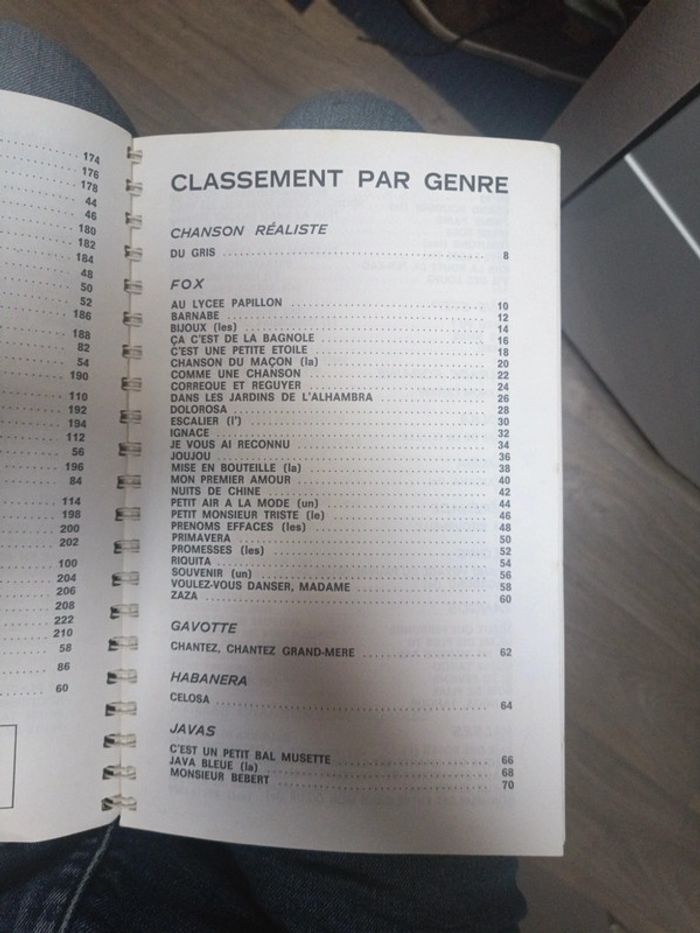 174
176
178
44
46
180
182
184
48
50
52
186
188
82
54
190
110
192
194
112
56
196
84
114
198
200
202
100
204
206
208
222
210
58
86
60
CLASSEMENT PAR GENRE
CHANSON RÉALISTE
DU GRIS 8
FOX
AU LYCEE PAPILLON 10
BARNABE 12
BIJOUX (les) 14
ÇA C'EST DE LA BAGNOLE 16
C'EST UNE PETITE ETOILE 18
CHANSON DU MAÇON (la) 20
COMME UNE CHANSON 22
CORREQUE ET REGUYER 24
DANS LES JARDINS DE L'ALHAMBRA 26
DOLOROSA 28
ESCALIER (l') 30
IGNACE 32
JE VOUS AI RECONNU 34
JOUJOU 36
MISE EN BOUTEILLE (la) 38
MON PREMIER AMOUR 40
NUITS DE CHINE 42
PETIT AIR A LA MODE (un) 44
PETIT MONSIEUR TRISTE (le) 46
PRENOMS EFFACES (les) 48
PRIMAVERA 50
PROMESSES (les) 52
RIQUITA 54
SOUVENIR (un) 56
VOULEZ-VOUS DANSER, MADAME 58
ZAZA 60
GAVOTTE
CHANTEZ, CHANTEZ GRAND-MERE 62
HABANERA
CELOSA 64
JAVAS
C'EST UN PETIT BAL MUSETTE 66
JAVA BLEUE (la) 68
MONSIEUR BEBERT 70